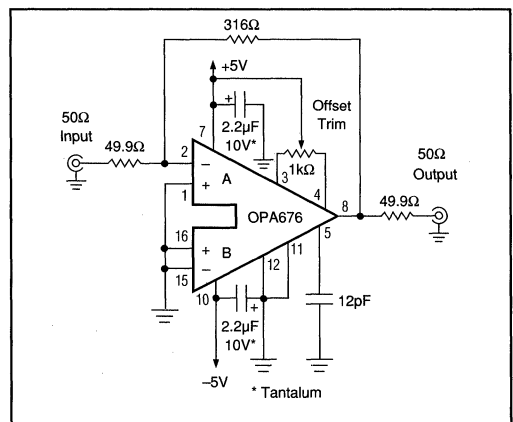 316Ω
+5V
50Ω
Input
49.9Ω
7
+
2.2µF
10V*
Offset
Trim
1kΩ
3
4
2
−
A
+
1
OPA676
8
49.9Ω
50Ω
Output
5
16
+
B
−
15
10
12
11
+
2.2µF
10V*
12pF
−5V
* Tantalum